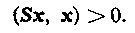 (Sx, x) > 0.